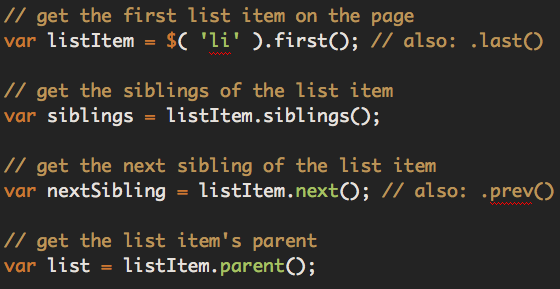 // get the first list item on the page
var listItem = $( 'li' ).first(); // also: .last()
// get the siblings of the list item
var siblings = listItem.siblings();
// get the next sibling of the list item
var nextSibling = listItem.next(); // also: .prev()
// get the list item's parent
var list = listItem.parent();